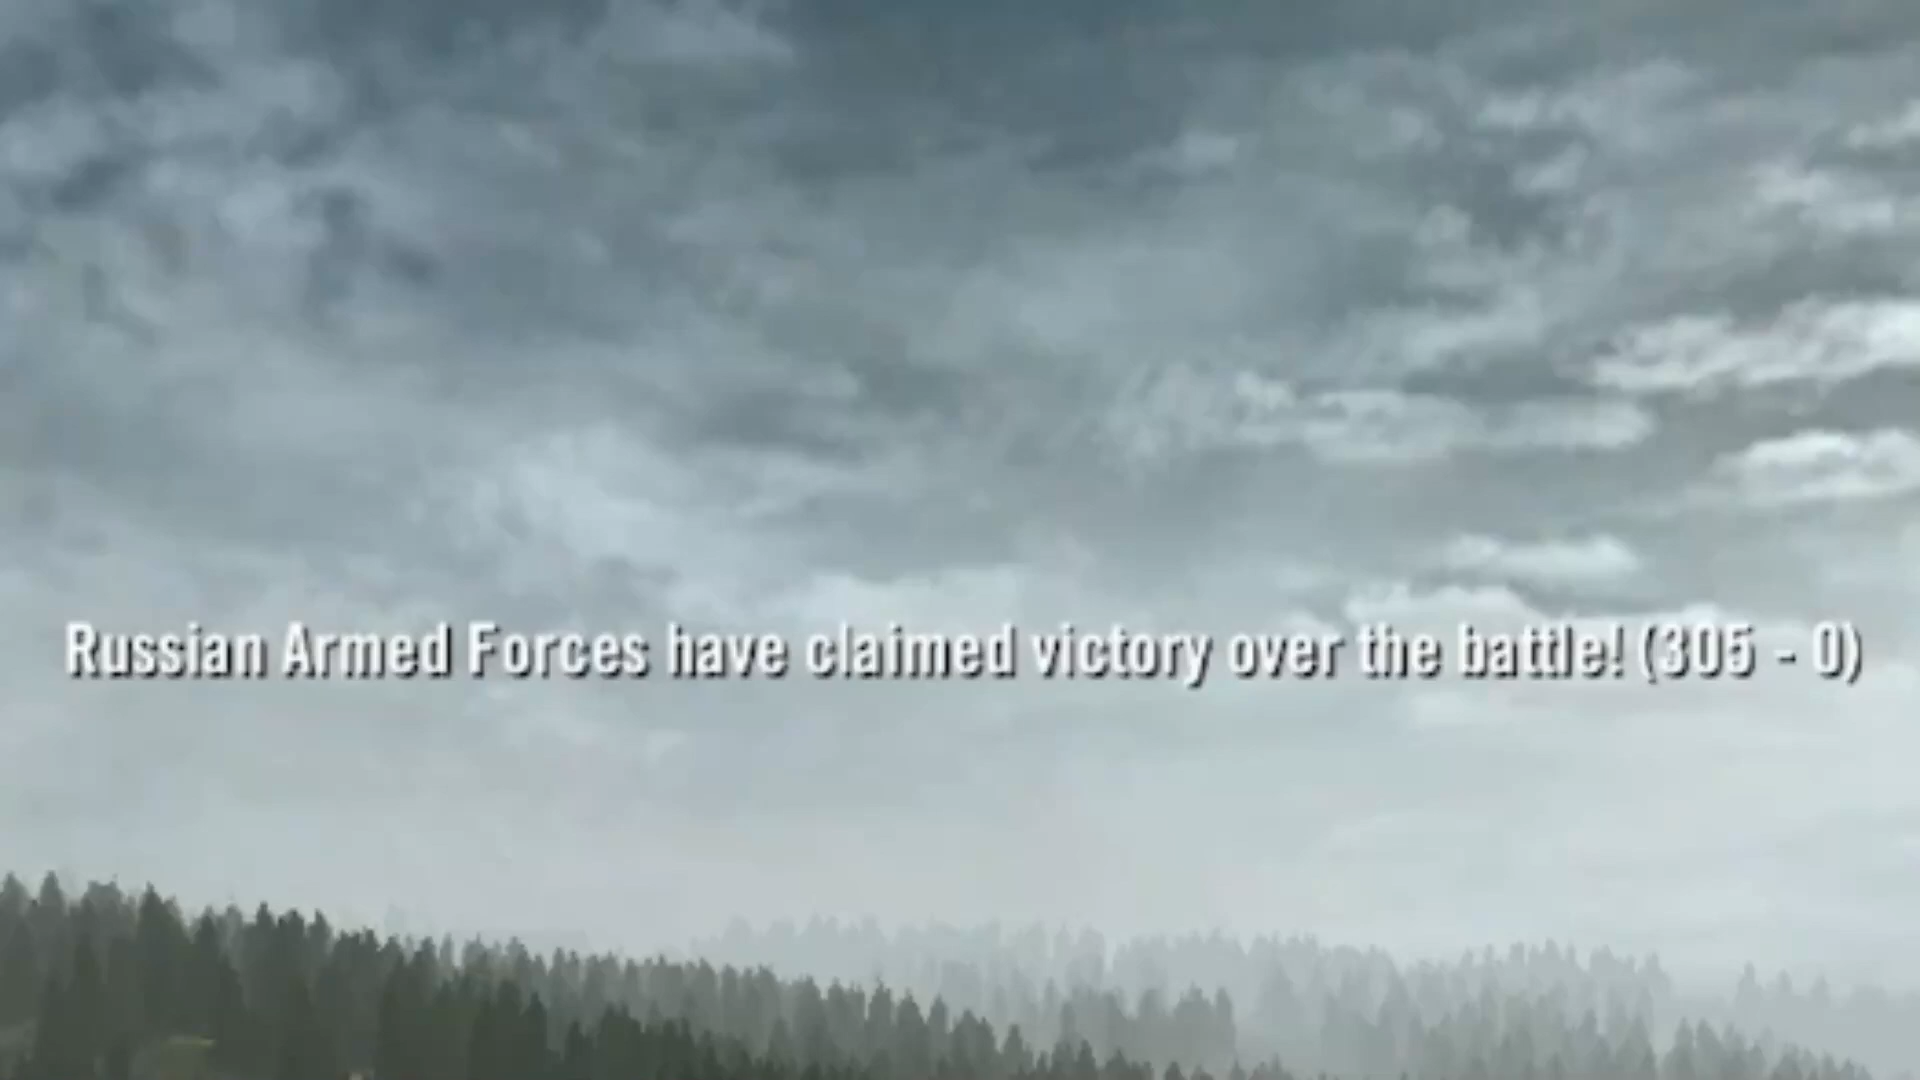 Russian Armed Forces have claimed victory over the battle! (305 - 0)